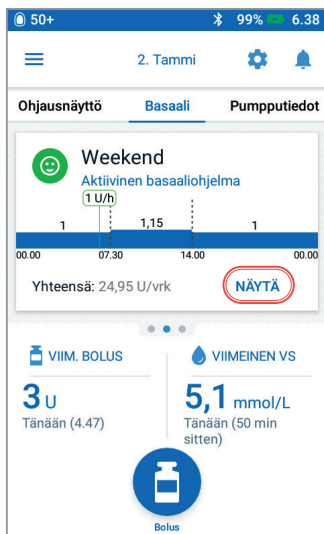 50+ 99% 6.38
2. Tammi
Ohjausnäyttö Basaali Pumpputiedot
Weekend
Aktiivinen basaaliohjelma
1 U/h
1 1,15 1
00.00 07.30 14.00 00.00
Yhteensä: 24,95 U/vrk NÄYTÄ
VIIM. BOLUS VIIMEINEN VS
3 U 5,1 mmol/L
Tänään (4.47) Tänään (50 min
sitten)
Bolus